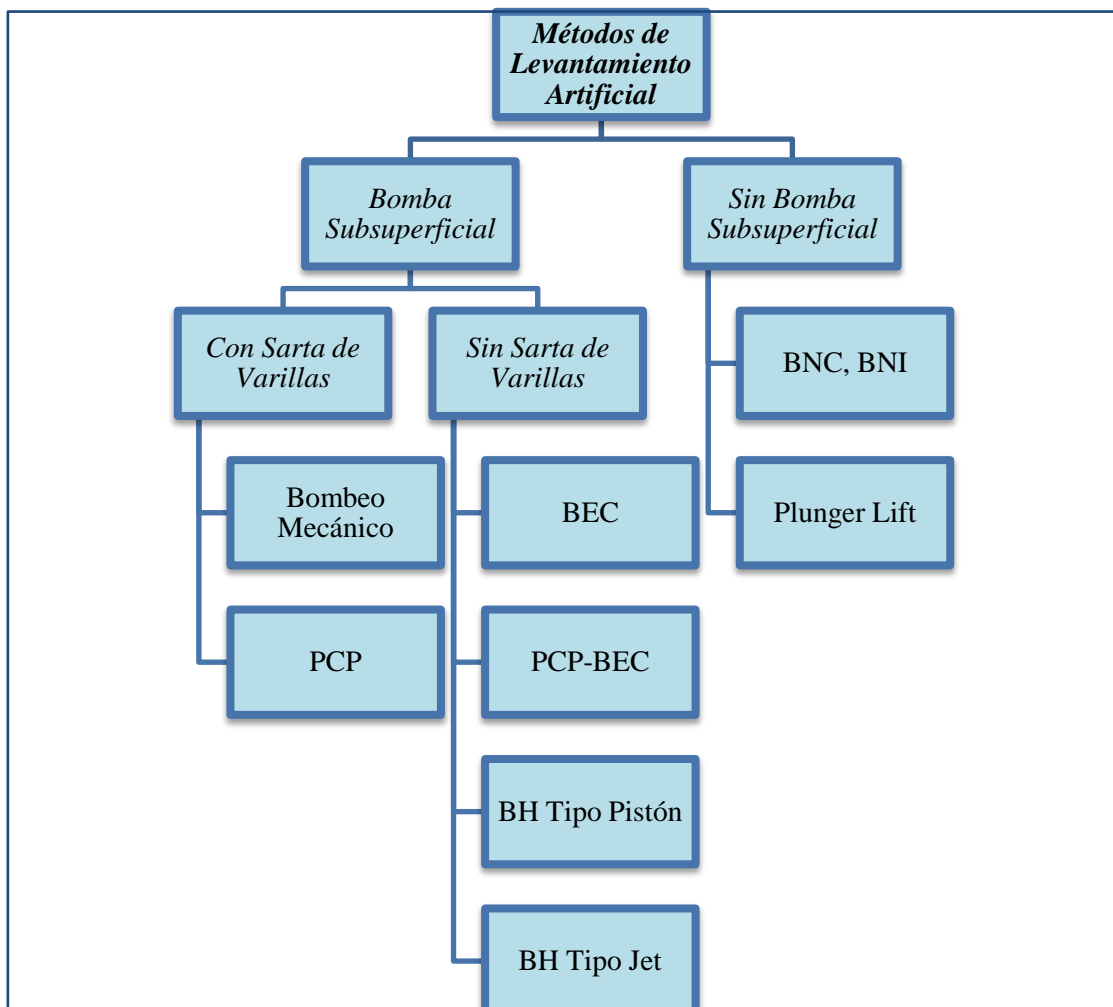 Métodos de
Levantamiento
Artificial
Bomba
Subsuperficial
Sin Bomba
Subsuperficial
Con Sarta de
Varillas
Sin Sarta de
Varillas
BNC, BNI
Bombeo
Mecánico
BEC
Plunger Lift
PCP
PCP-BEC
BH Tipo Pistón
BH Tipo Jet